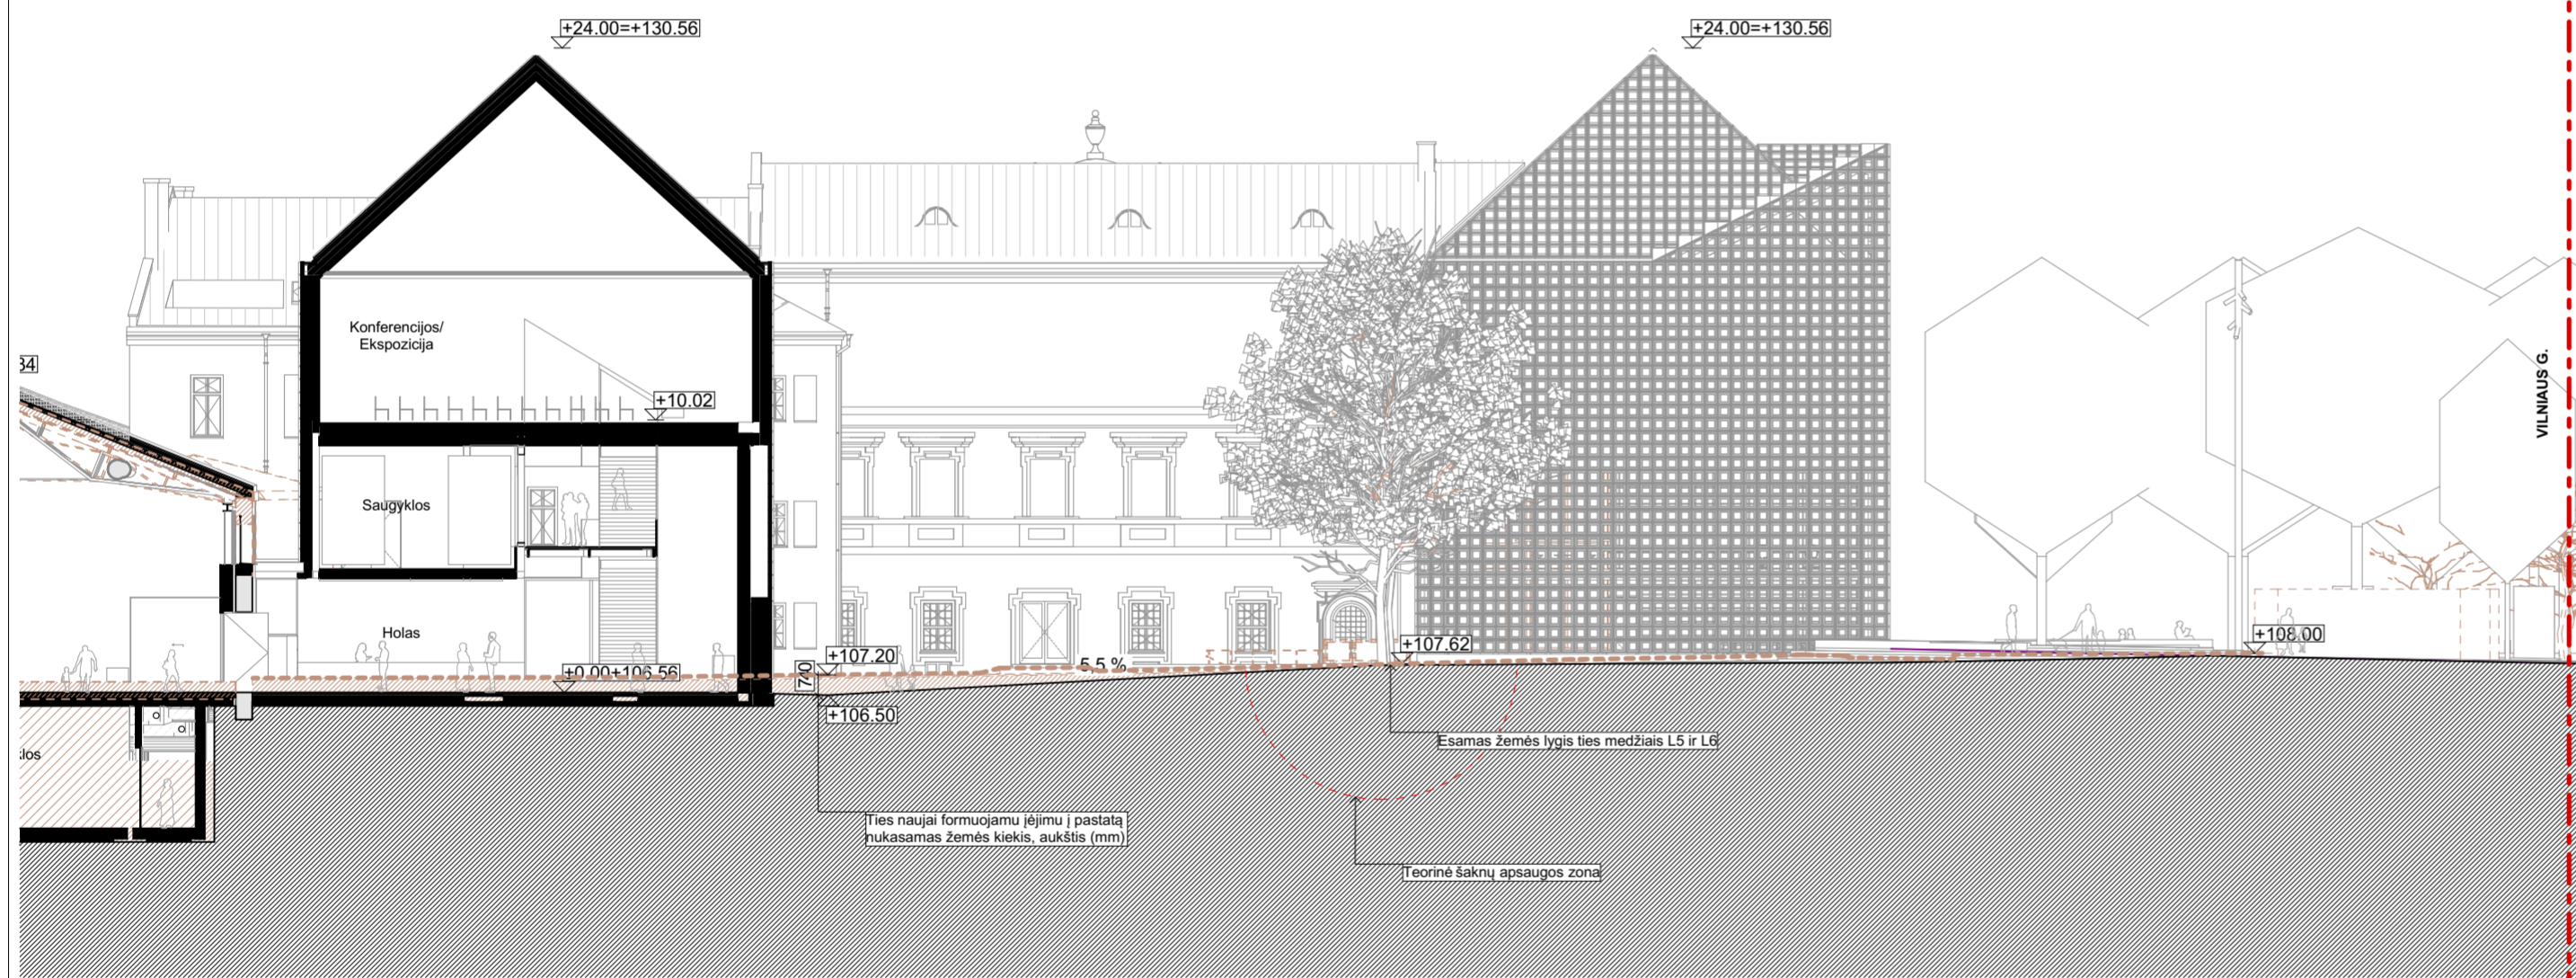 +24.00=+130.56
+24.00=+130.56
Konferencijos/
Ekspozicija
34
+10.02
VILNIAUS G.
Saugyklos
Holas
+0.00+106.56
740
+107.20
5.5 %
+107.62
+108.00
+106.50
Esamas žemės lygis ties medžiais L5 ir L6
klos
Ties naujai formuojamu įėjimu į pastatą
nukasamas žemės kiekis, aukštis (mm)
Teorinė šaknų apsaugos zona